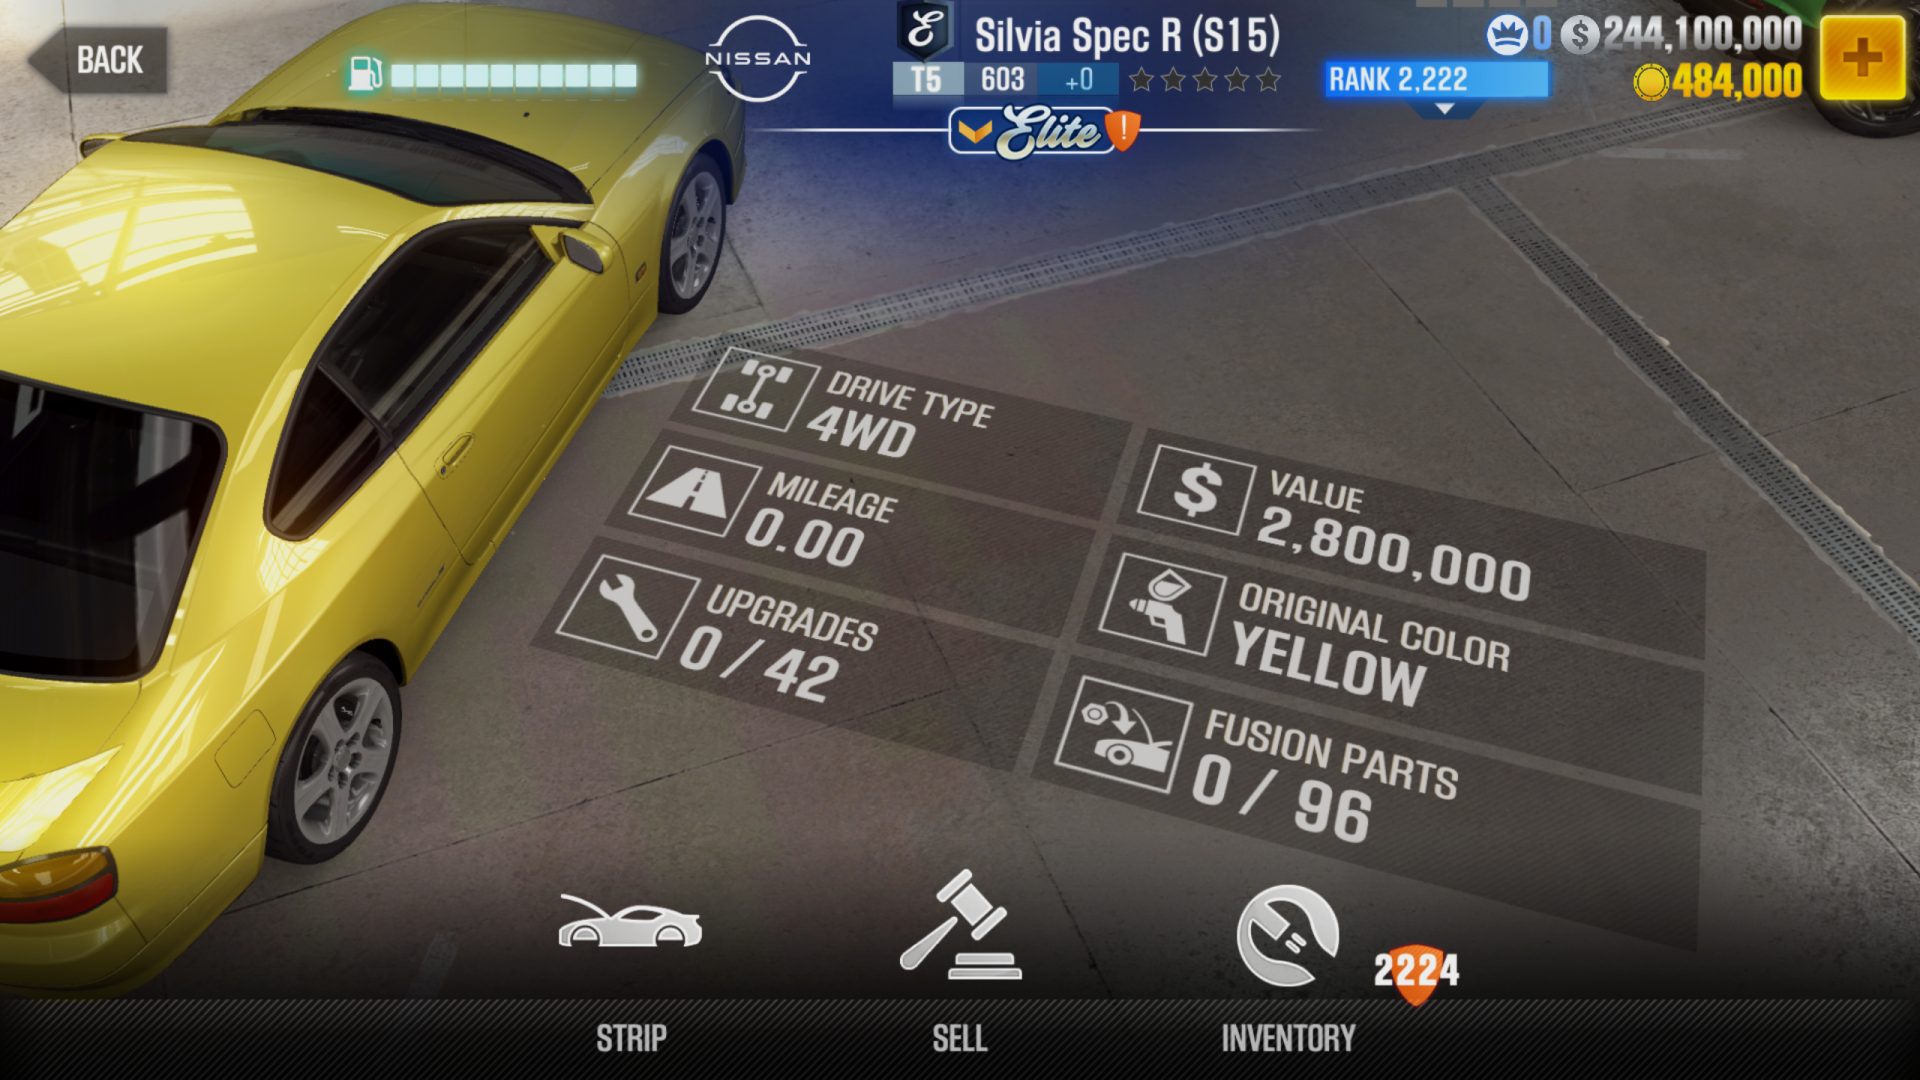 BACK
NISSAN
Silvia Spec R (S15)
T5 603 +0
Elite
RANK 2,222
0 $ 244,100,000
484,000
DRIVE TYPE
4WD
MILEAGE
0.00
UPGRADES
0 / 42
$ VALUE
2,800,000
ORIGINAL COLOR
YELLOW
FUSION PARTS
0 / 96
2224
STRIP
SELL
INVENTORY